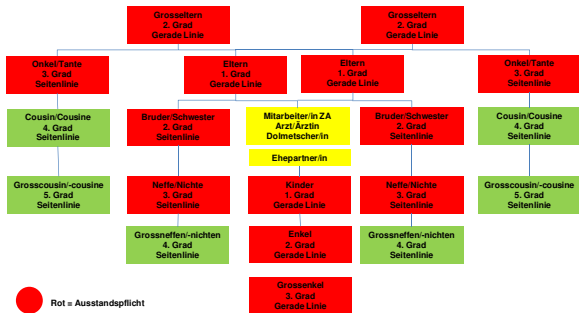 Grosseltern
2. Grad
Gerade Linie
Grosseltern
2. Grad
Gerade Linie
Onkel/Tante
3. Grad
Seitenlinie
Eltern
1. Grad
Gerade Linie
Eltern
1. Grad
Gerade Linie
Onkel/Tante
3. Grad
Seitenlinie
Cousin/Cousine
4. Grad
Seitenlinie
Bruder/Schwester
2. Grad
Seitenlinie
Mitarbeiter/in ZA
Arzt/Ärztin
Dolmetscher/in
Bruder/Schwester
2. Grad
Seitenlinie
Cousin/Cousine
4. Grad
Seitenlinie
Ehepartner/in
Grosscousin/-cousine
5. Grad
Seitenlinie
Neffe/Nichte
3. Grad
Seitenlinie
Kinder
1. Grad
Gerade Linie
Neffe/Nichte
3. Grad
Seitenlinie
Grosscousin/-cousine
5. Grad
Seitenlinie
Grossneffen/-nichten
4. Grad
Seitenlinie
Enkel
2. Grad
Gerade Linie
Grossneffen/-nichten
4. Grad
Seitenlinie
Grossenkel
3. Grad
Gerade Linie
Rot = Ausstandspflicht